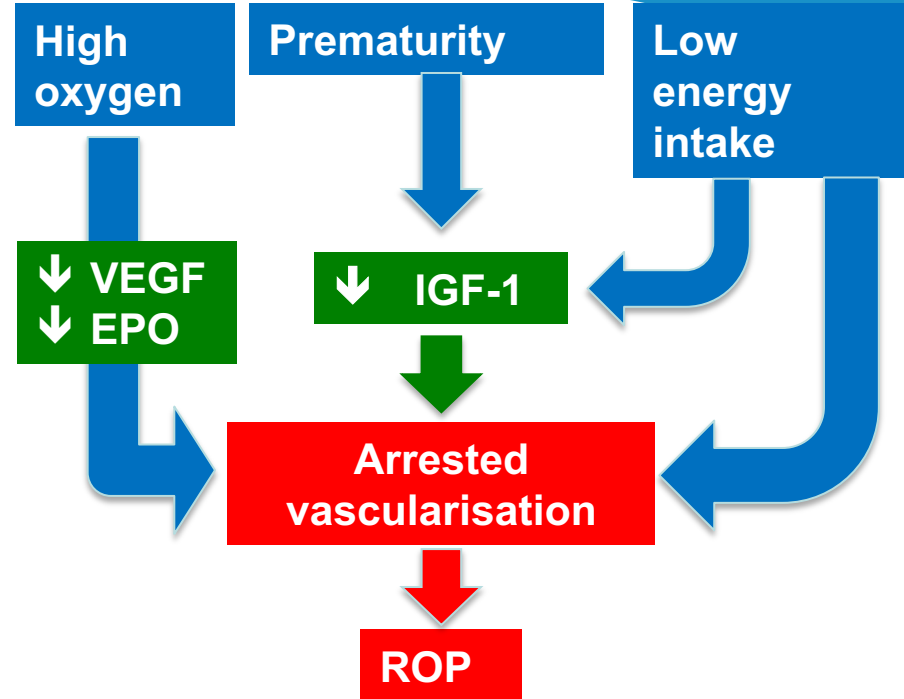 High
oxygen
Prematurity
Low
energy
intake
↓ VEGF
↓ EPO
↓ IGF-1
Arrested
vascularisation
ROP